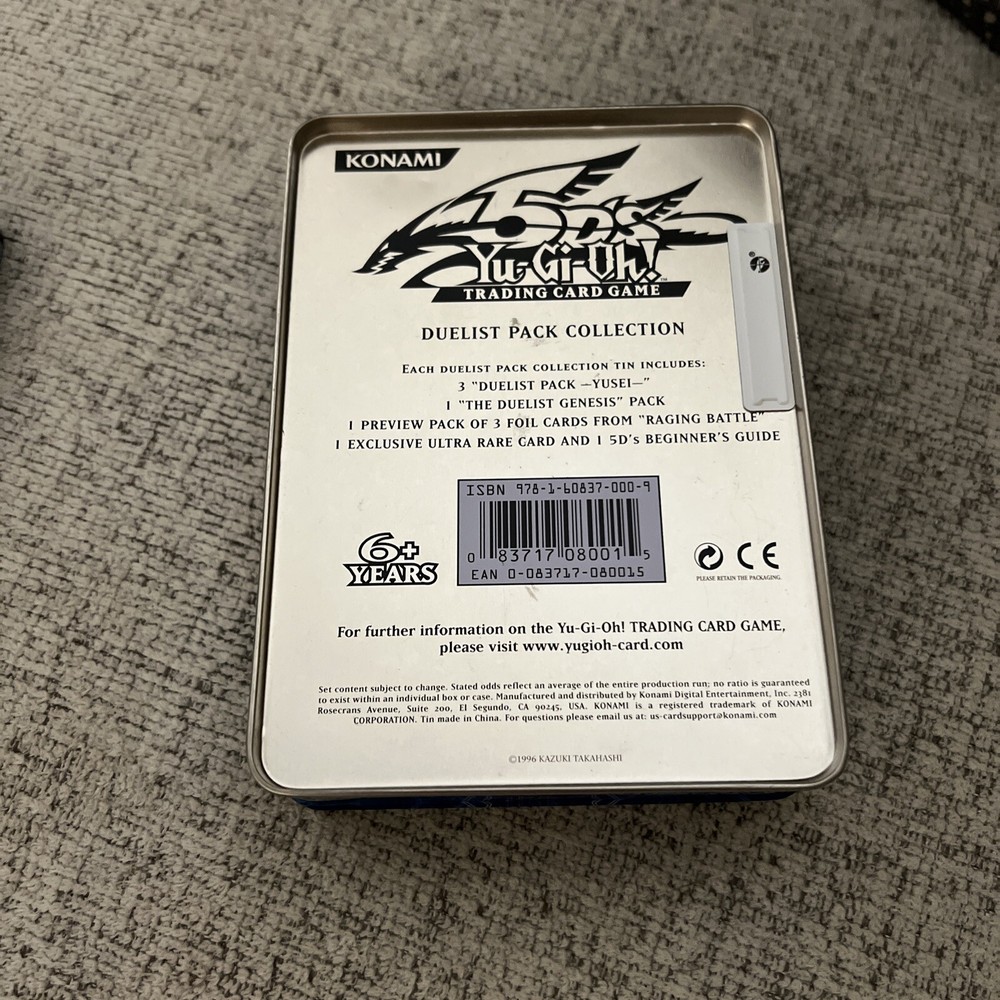 KONAMI
5D's
Yu-Gi-Oh!
TRADING CARD GAME
DUELIST PACK COLLECTION
EACH DUELIST PACK COLLECTION TIN INCLUDES:
3 "DUELIST PACK —YUSEI—"
1 "THE DUELIST GENESIS" PACK
1 PREVIEW PACK OF 3 FOIL CARDS FROM "RAGING BATTLE"
1 EXCLUSIVE ULTRA RARE CARD AND 1 5D's BEGINNER'S GUIDE
ISBN 978-1-60837-000-9
0 83717 08001 5
EAN 0-083717-080015
6+
YEARS
CE
PLEASE RETAIN THE PACKAGING
For further information on the Yu-Gi-Oh! TRADING CARD GAME,
please visit www.yugioh-card.com
Set content subject to change. Stated odds reflect an average of the entire production run; no ratio is guaranteed
to exist within an individual box or case. Manufactured and distributed by Konami Digital Entertainment, Inc. 2381
Rosecrans Avenue, Suite 200, El Segundo, CA 90245, USA. KONAMI is a registered trademark of KONAMI
CORPORATION. Tin made in China. For questions please email us at: us-cardsupport@konami.com
©1996 KAZUKI TAKAHASHI